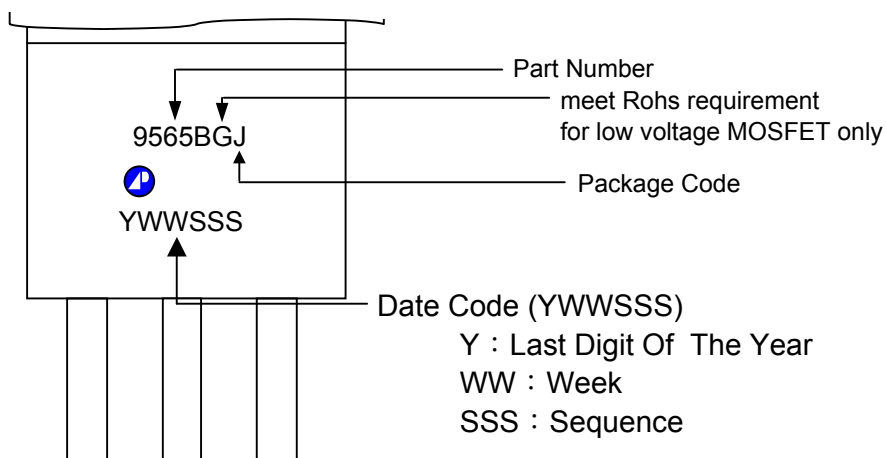 Part Number
meet Rohs requirement
for low voltage MOSFET only
9565BGJ
Package Code
YWWSSS
Date Code (YWWSSS)
Y：Last Digit Of The Year
WW：Week
SSS：Sequence